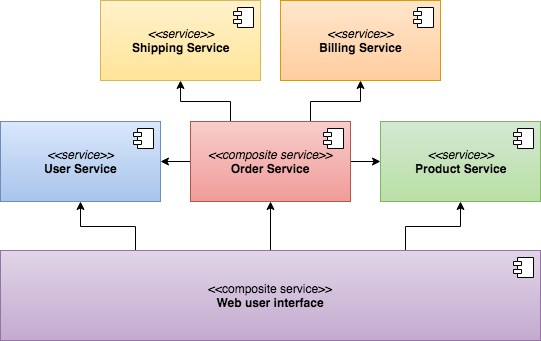 <<service>>
Shipping Service
<<service>>
Billing Service
<<service>>
User Service
<<composite service>>
Order Service
<<service>>
Product Service
<<composite service>>
Web user interface